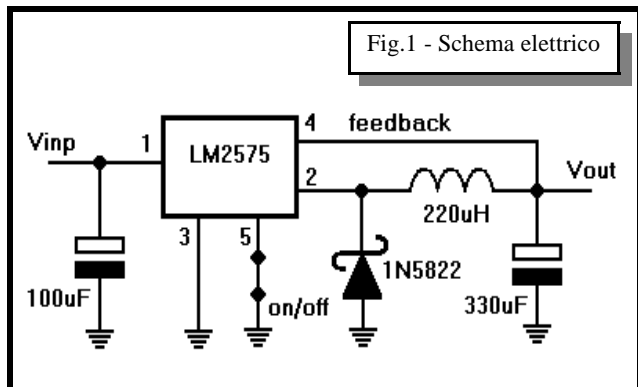 Fig.1 - Schema elettrico
4 feedback
Vinp
1
LM2575
2
Vout
220uH
3
5
1N5822
100uF
on/off
330uF